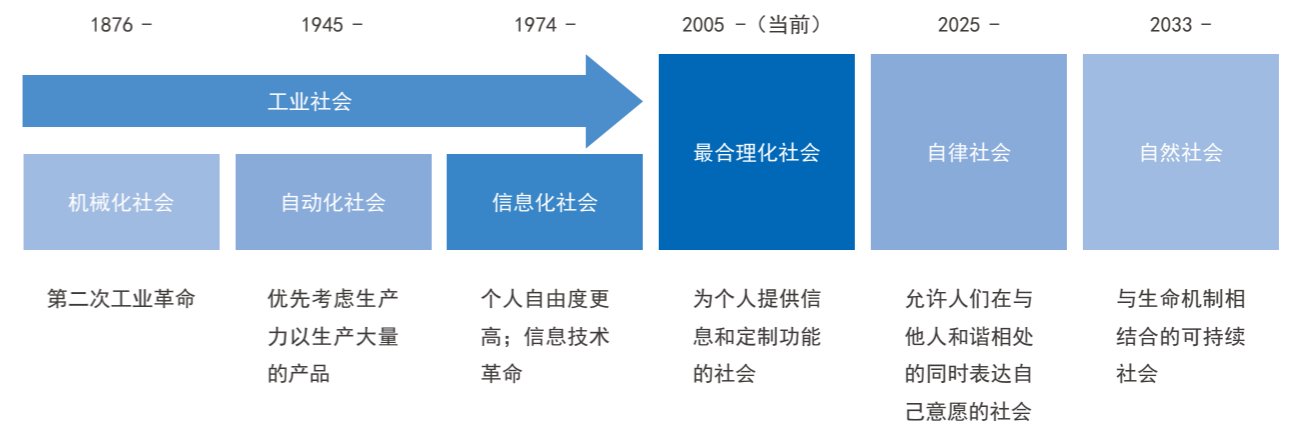 1876 -
1945 -
1974 -
2005 -（当前）
2025 -
2033 -
工业社会
机械化社会
自动化社会
信息化社会
最合理化社会
自律社会
自然社会
第二次工业革命
优先考虑生产
力以生产大量
的产品
个人自由度更
高；信息技术
革命
为个人提供信
息和定制功能
的社会
允许人们在与
他人和谐相处
的同时表达自
己意愿的社会
与生命机制相
结合的可持续
社会